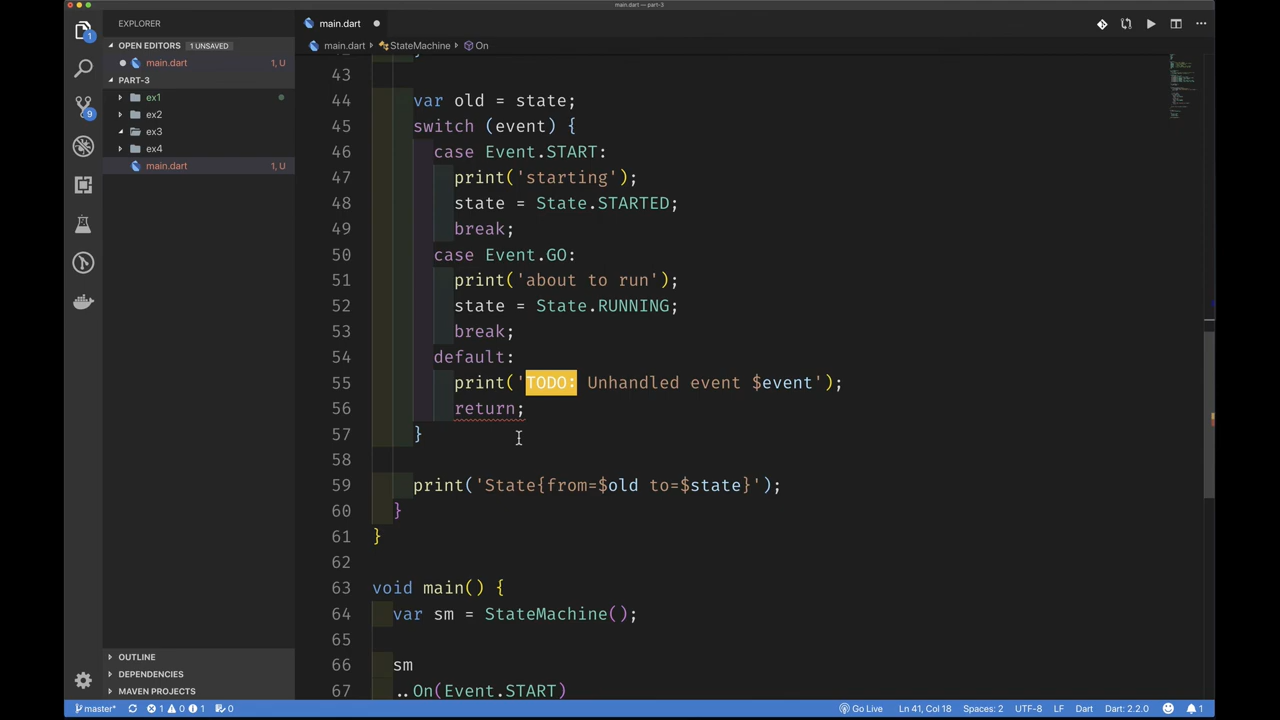 main.dart — part-3
EXPLORER
main.dart
OPEN EDITORS 1 UNSAVED
main.dart StateMachine On
main.dart 1, U
PART-3
ex1
ex2
ex3
ex4
main.dart 1, U
43
44 var old = state;
45 switch (event) {
46 case Event.START:
47 print('starting');
48 state = State.STARTED;
49 break;
50 case Event.GO:
51 print('about to run');
52 state = State.RUNNING;
53 break;
54 default:
55 print('TODO: Unhandled event $event');
56 return;
57 }
58
59 print('State{from=$old to=$state}');
60 }
61 }
62
63 void main() {
64 var sm = StateMachine();
65
66 sm
67 ..On(Event.START)
OUTLINE
DEPENDENCIES
MAVEN PROJECTS
1
9
master* 1 0 1 0 Go Live Ln 41, Col 18 Spaces: 2 UTF-8 LF Dart Dart: 2.2.0 1